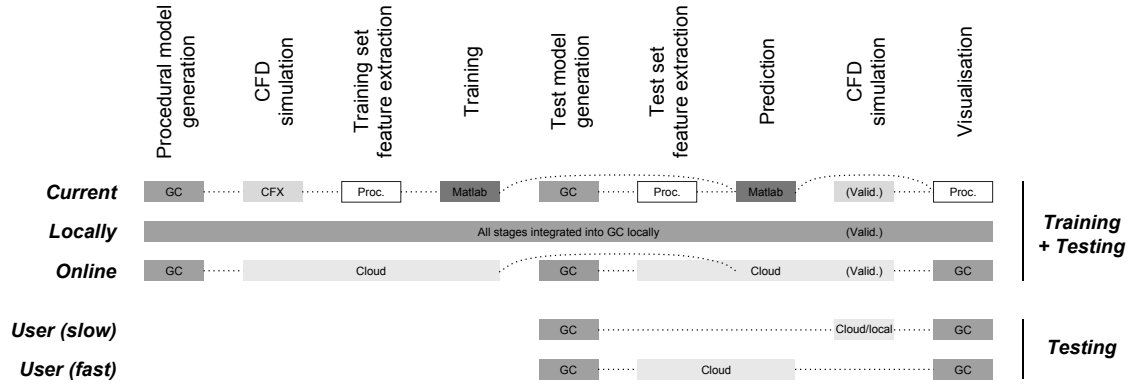 Procedural model
generation
CFD
simulation
Training set
feature extraction
Training
Test model
generation
Test set
feature extraction
Prediction
CFD
simulation
Visualisation
Current
GC
CFX
Proc.
Matlab
GC
Proc.
Matlab
(Valid.)
Proc.
Locally
All stages integrated into GC locally
(Valid.)
Online
GC
Cloud
GC
Cloud
(Valid.)
GC
Training
+ Testing
User (slow)
GC
Cloud/local
GC
User (fast)
GC
Cloud
GC
Testing